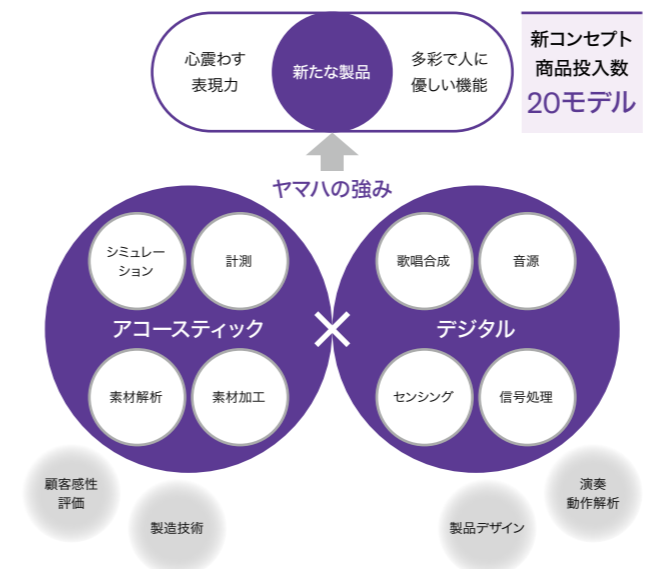 心震わす
表現力
新たな製品
多彩で人に
優しい機能
新コンセプト
商品投入数
20モデル
ヤマハの強み
シミュレー
ション
計測
歌唱合成
音源
アコースティック
×
デジタル
素材解析
素材加工
センシング
信号処理
顧客感性
評価
製造技術
製品デザイン
演奏
動作解析